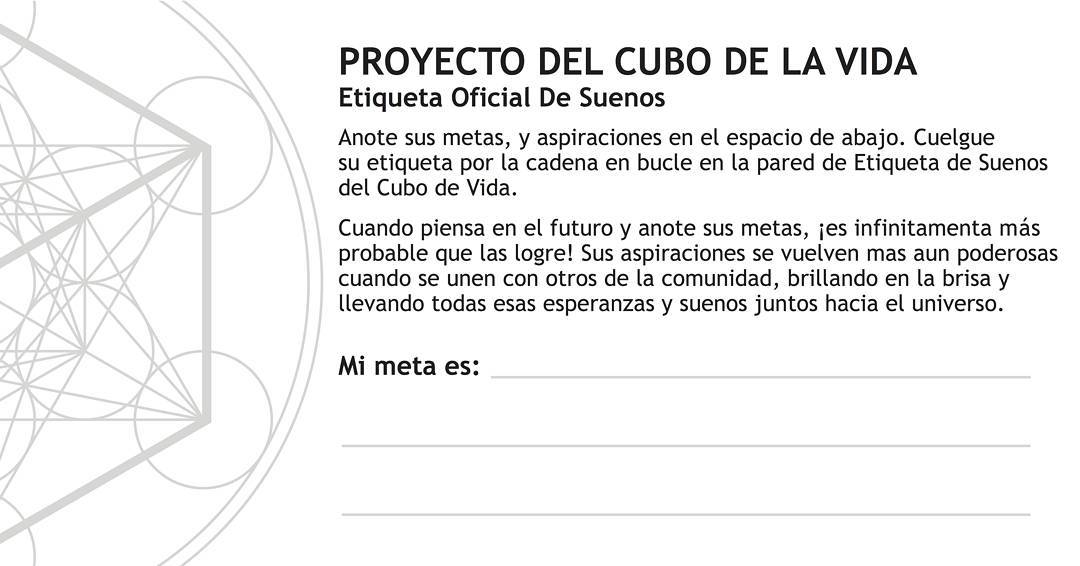 PROYECTO DEL CUBO DE LA VIDA
Etiqueta Oficial De Suenos
Anote sus metas, y aspiraciones en el espacio de abajo. Cuelgue
su etiqueta por la cadena en bucle en la pared de Etiqueta de Suenos
del Cubo de Vida.
Cuando piensa en el futuro y anote sus metas, ¡es infinitamenta más
probable que las logre! Sus aspiraciones se vuelven mas aun poderosas
cuando se unen con otros de la comunidad, brillando en la brisa y
llevando todas esas esperanzas y suenos juntos hacia el universo.
Mi meta es: